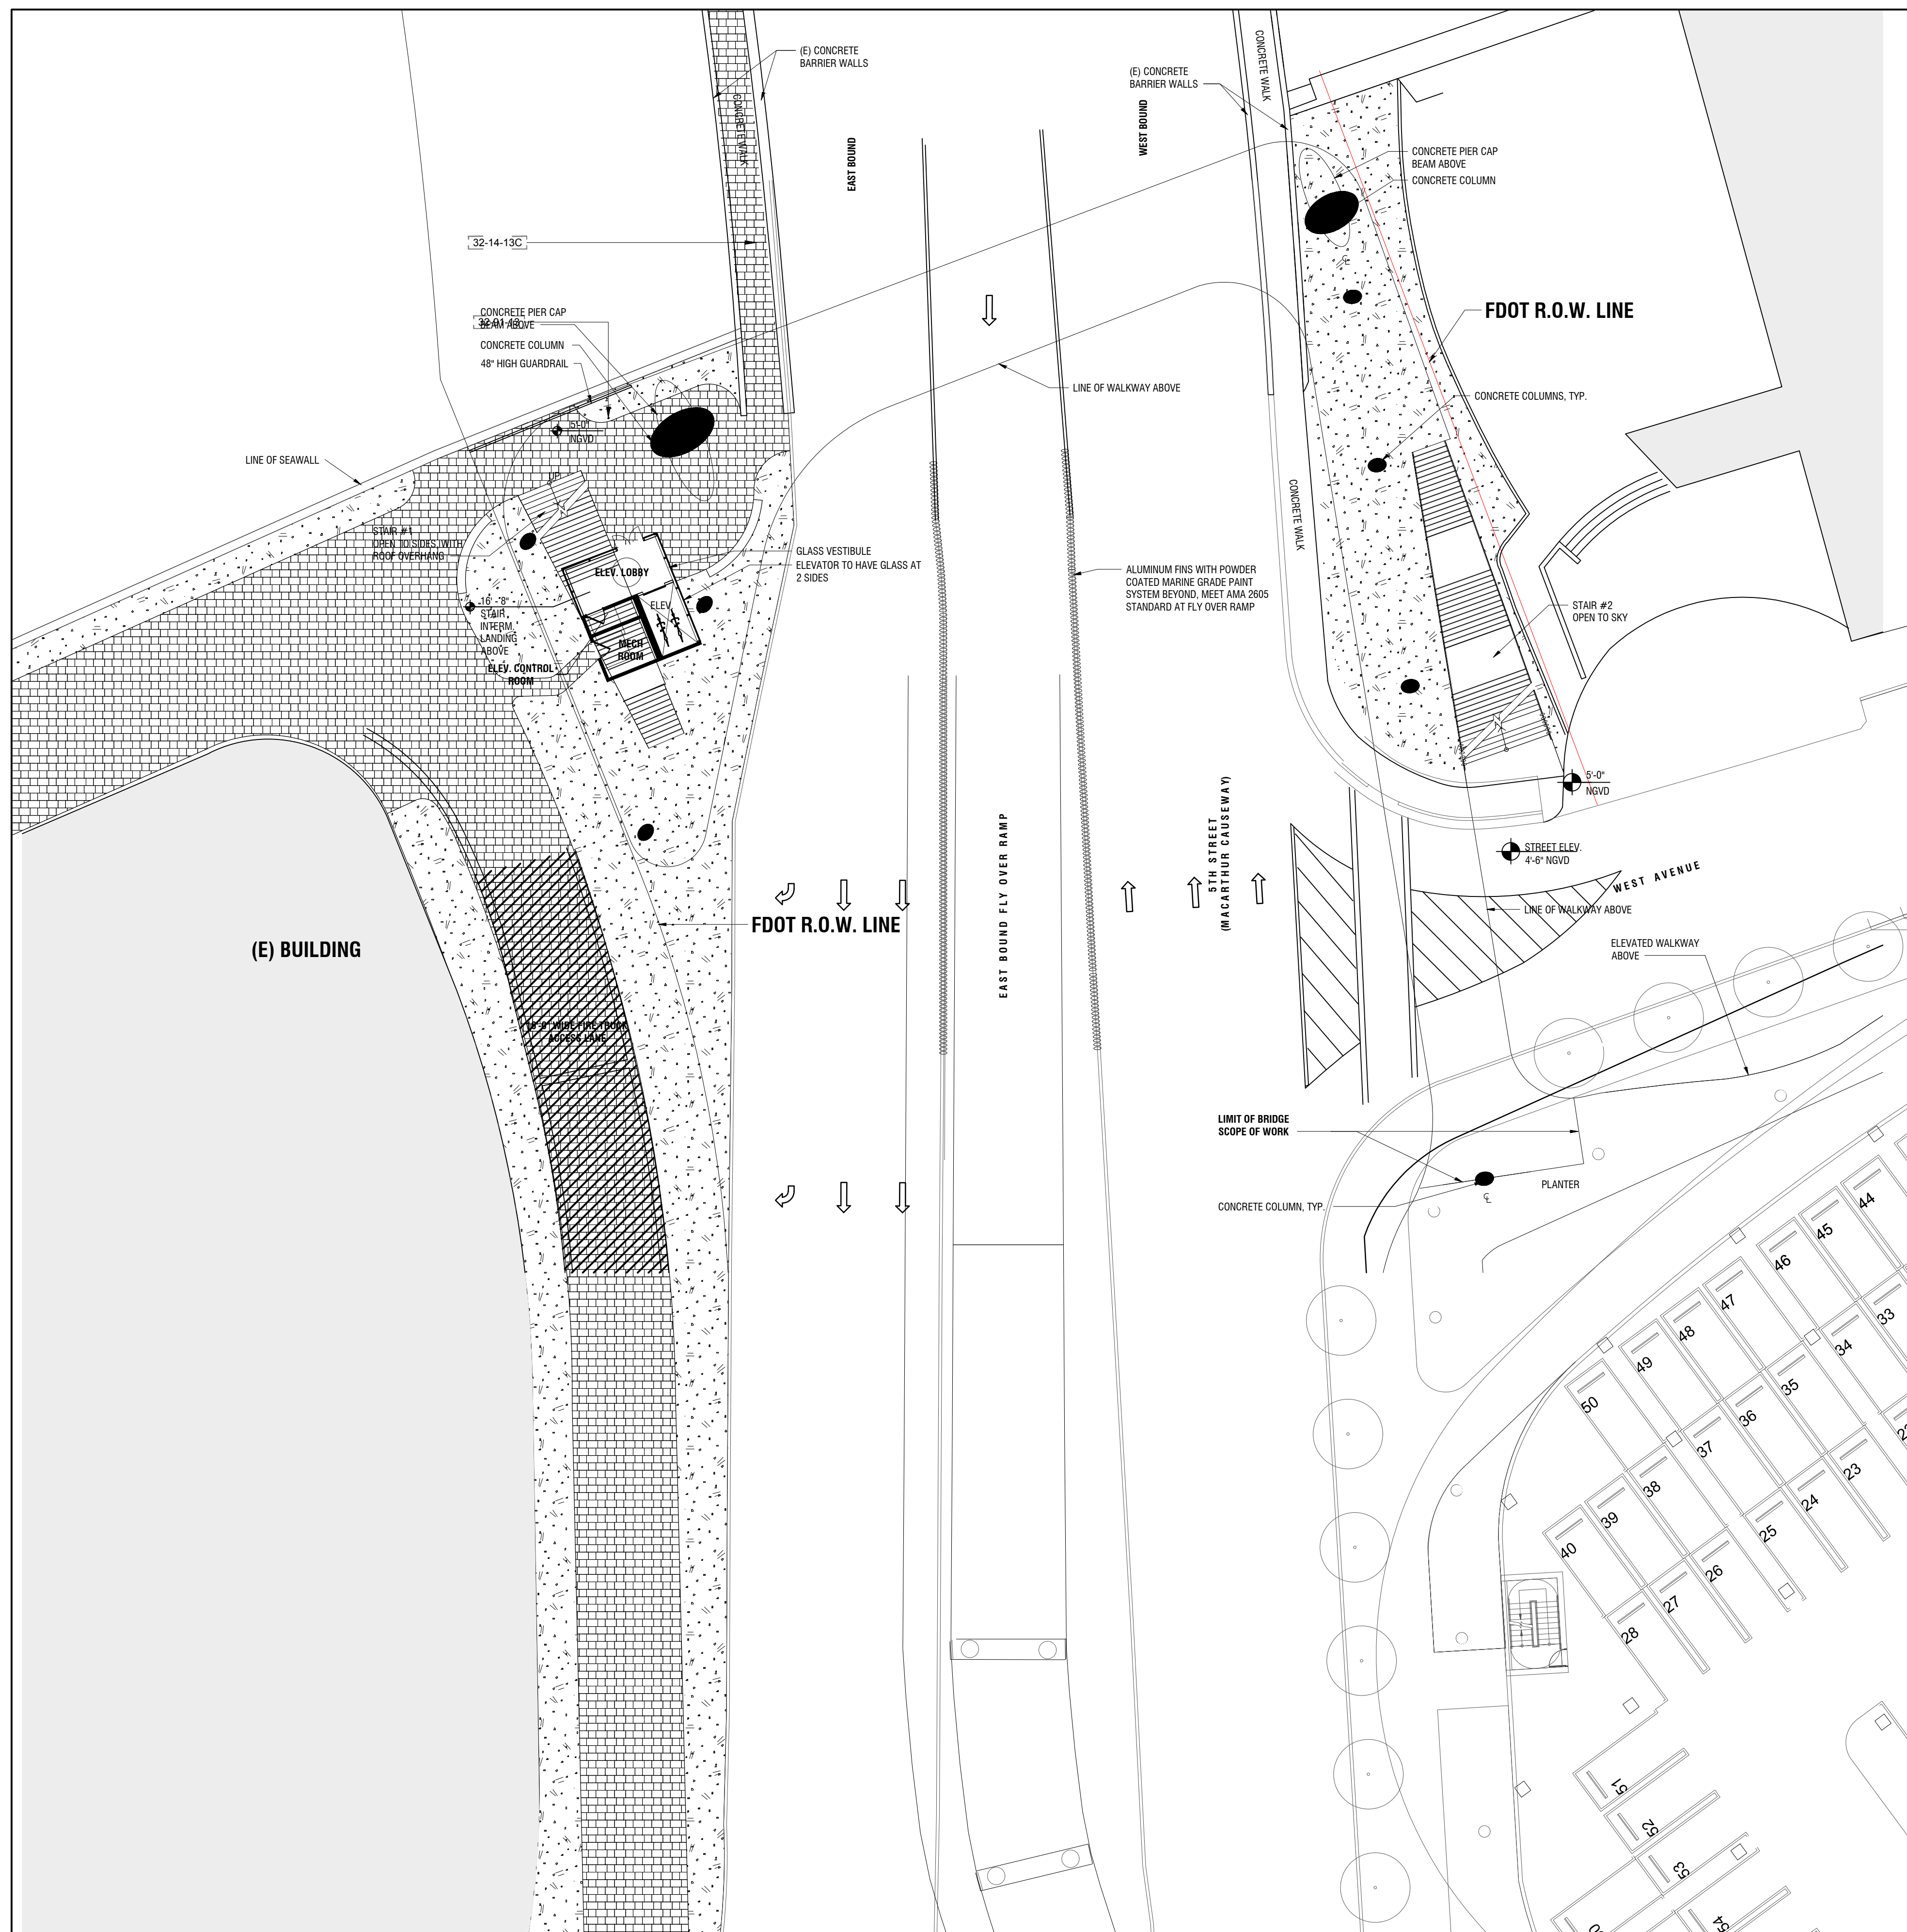 (E) CONCRETE
BARRIER WALLS
CONCRETE WALK
EAST BOUND
WEST BOUND
(E) CONCRETE
BARRIER WALLS
CONCRETE WALK
CONCRETE PIER CAP
BEAM ABOVE
CONCRETE COLUMN
32-14-13C
FDOT R.O.W. LINE
CONCRETE PIER CAP
BEAM ABOVE
CONCRETE COLUMN
48" HIGH GUARDRAIL
LINE OF WALKWAY ABOVE
CONCRETE COLUMNS, TYP.
5'-0"
NGVD
LINE OF SEAWALL
UP
CONCRETE WALK
STAIR #1
OPEN TO SIDES, WITH
ROOF OVERHANG
GLASS VESTIBULE
ELEVATOR TO HAVE GLASS AT
2 SIDES
ELEV. LOBBY
ELEV.
ALUMINUM FINS WITH POWDER
COATED MARINE GRADE PAINT
SYSTEM BEYOND, MEET AMA 2605
STANDARD AT FLY OVER RAMP
16' - 8"
STAIR
INTERM.
LANDING
ABOVE
STAIR #2
OPEN TO SKY
MECH
ROOM
ELEV. CONTROL
ROOM
5'-0"
NGVD
EAST BOUND FLY OVER RAMP
5TH STREET
(MACARTHUR CAUSEWAY)
STREET ELEV.
4'-6" NGVD
WEST AVENUE
LINE OF WALKWAY ABOVE
FDOT R.O.W. LINE
(E) BUILDING
ELEVATED WALKWAY
ABOVE
WIDE FIRE TRUCK
ACCESS LANE
LIMIT OF BRIDGE
SCOPE OF WORK
PLANTER
CONCRETE COLUMN, TYP.
44
45
46
47
48
49
50
33
34
35
36
37
38
39
40
23
24
25
26
27
28
51
52
53
54